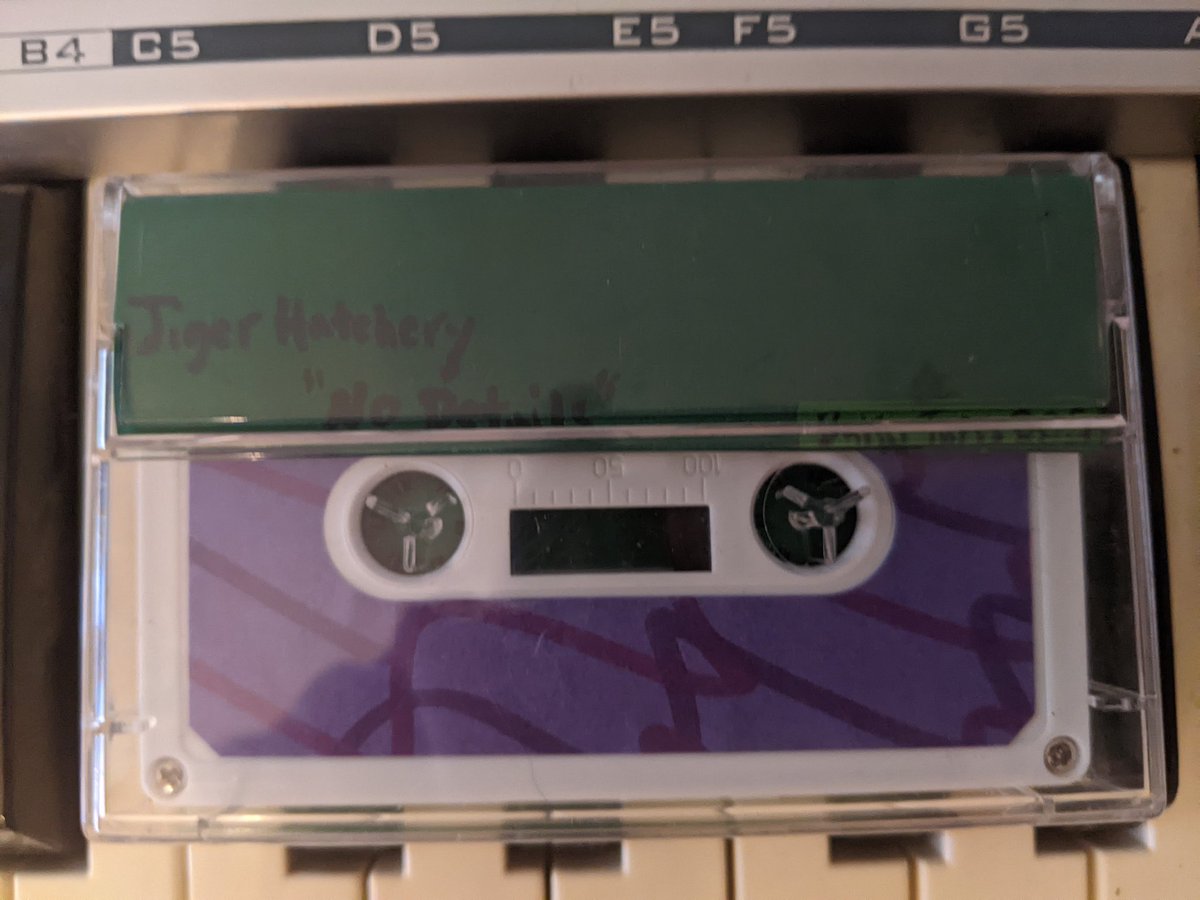 B4 C5 D5 E5 F5 G5 A
Tiger Hatchery
"No Details"
0 50 100